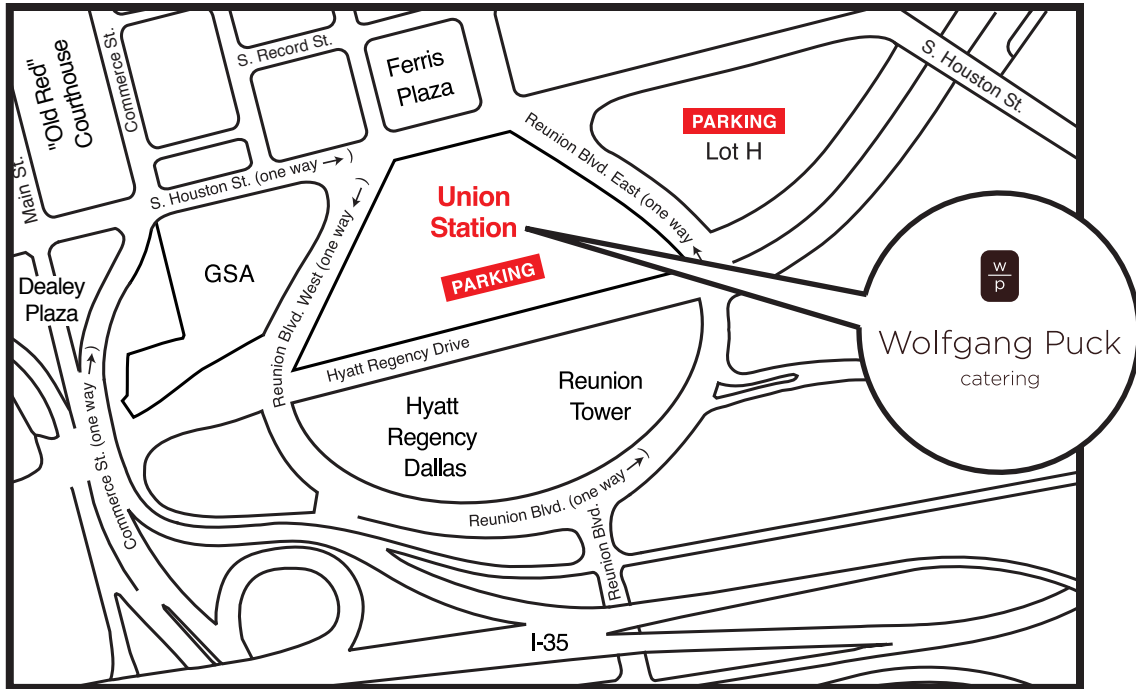 "Old Red"
Courthouse
Commerce St.
S. Record St.
Ferris
Plaza
S. Houston St.
PARKING
Lot H
Main St.
S. Houston St. (one way →)
Reunion Blvd. East (one way →)
Union
Station
PARKING
GSA
Reunion Blvd. West (one way →)
Dealey
Plaza
w
p
Wolfgang Puck
catering
Hyatt Regency Drive
Reunion
Tower
Hyatt
Regency
Dallas
Commerce St. (one way →)
Reunion Blvd. (one way →)
Reunion Blvd.
I-35